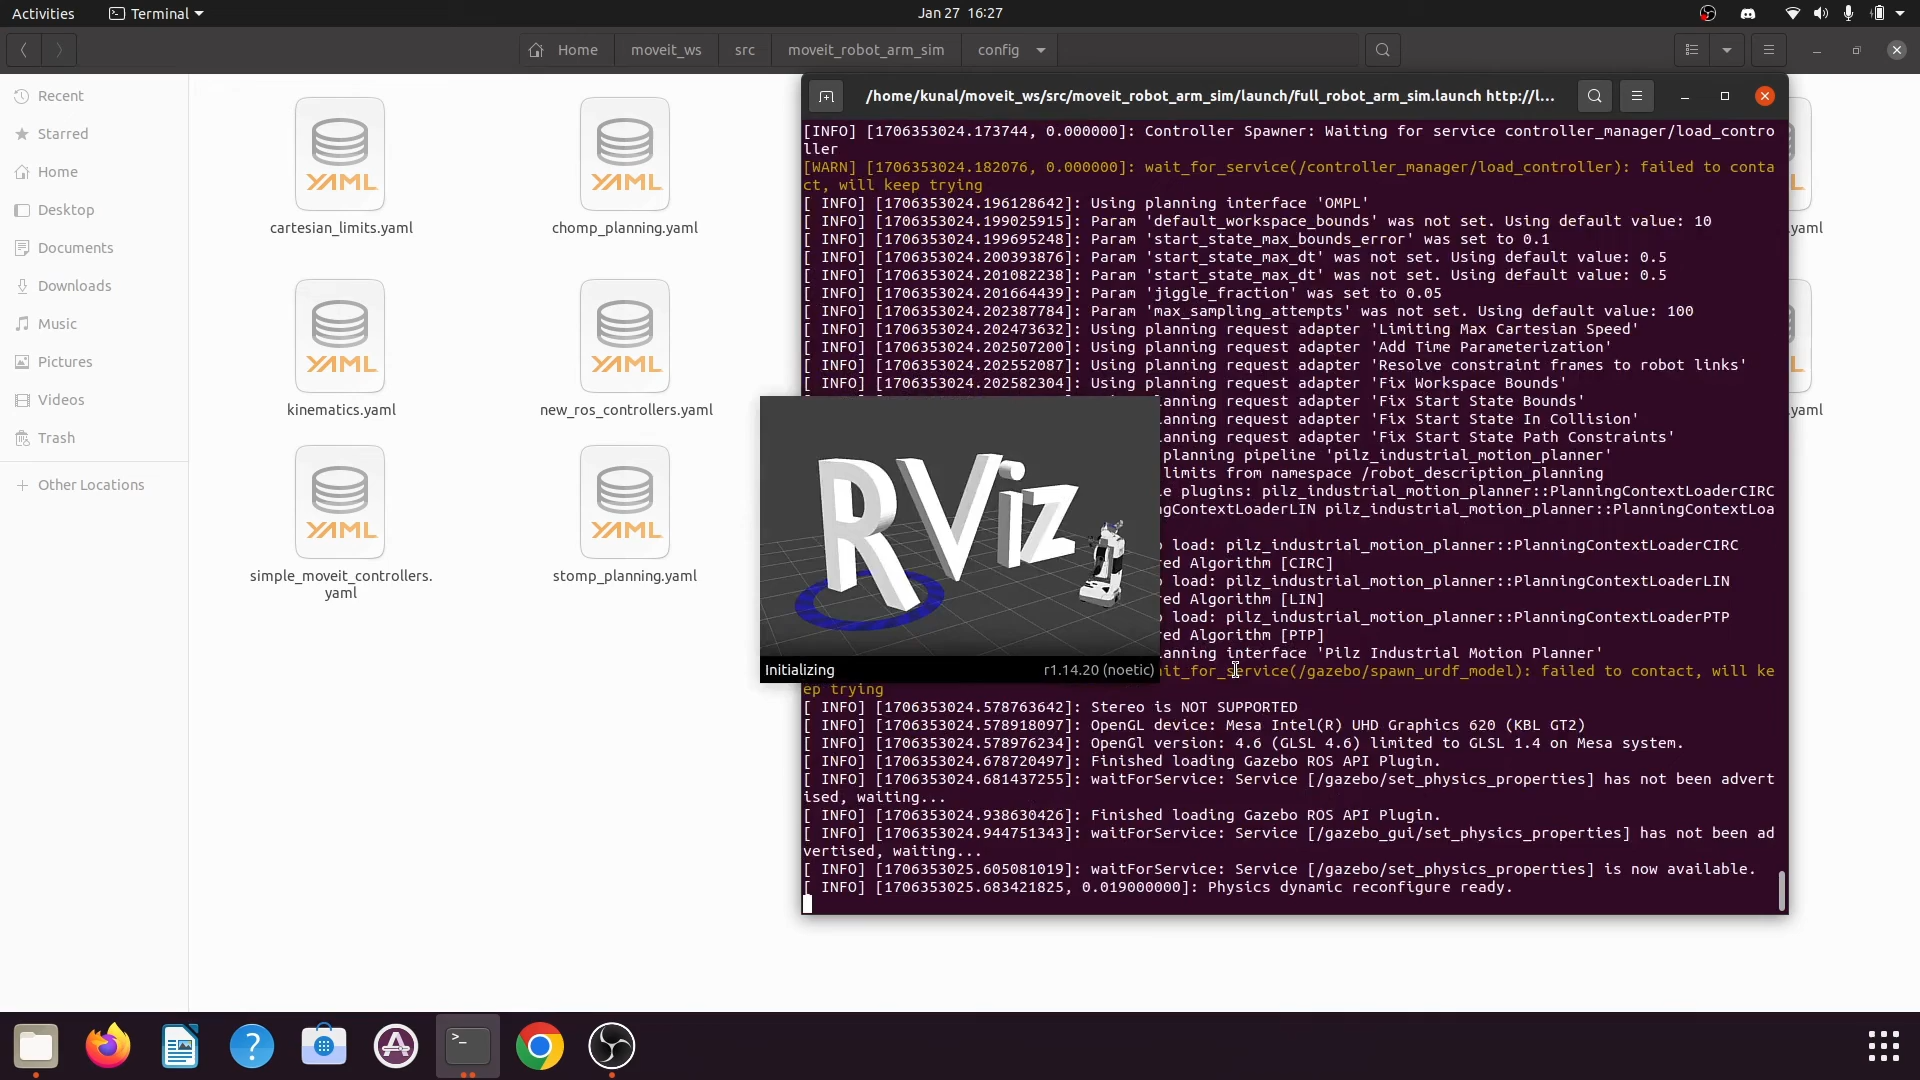 Activities
Terminal
Jan 27 16:27
Home
moveit_ws
src
moveit_robot_arm_sim
config
Recent
Starred
Home
Desktop
Documents
Downloads
Music
Pictures
Videos
Trash
Other Locations
YAML
cartesian_limits.yaml
YAML
chomp_planning.yaml
YAML
kinematics.yaml
YAML
new_ros_controllers.yaml
YAML
simple_moveit_controllers.
yaml
YAML
stomp_planning.yaml
.yaml
.yaml
/home/kunal/moveit_ws/src/moveit_robot_arm_sim/launch/full_robot_arm_sim.launch http://l...
[INFO] [1706353024.173744, 0.000000]: Controller Spawner: Waiting for service controller_manager/load_contro
ller
[WARN] [1706353024.182076, 0.000000]: wait_for_service(/controller_manager/load_controller): failed to conta
ct, will keep trying
[ INFO] [1706353024.196128642]: Using planning interface 'OMPL'
[ INFO] [1706353024.199025915]: Param 'default_workspace_bounds' was not set. Using default value: 10
[ INFO] [1706353024.199695248]: Param 'start_state_max_bounds_error' was set to 0.1
[ INFO] [1706353024.200393876]: Param 'start_state_max_dt' was not set. Using default value: 0.5
[ INFO] [1706353024.201082238]: Param 'start_state_max_dt' was not set. Using default value: 0.5
[ INFO] [1706353024.201664439]: Param 'jiggle_fraction' was set to 0.05
[ INFO] [1706353024.202387784]: Param 'max_sampling_attempts' was not set. Using default value: 100
[ INFO] [1706353024.202473632]: Using planning request adapter 'Limiting Max Cartesian Speed'
[ INFO] [1706353024.202507200]: Using planning request adapter 'Add Time Parameterization'
[ INFO] [1706353024.202552087]: Using planning request adapter 'Resolve constraint frames to robot links'
[ INFO] [1706353024.202582304]: Using planning request adapter 'Fix Workspace Bounds'
anning request adapter 'Fix Start State Bounds'
anning request adapter 'Fix Start State In Collision'
anning request adapter 'Fix Start State Path Constraints'
planning pipeline 'pilz_industrial_motion_planner'
limits from namespace /robot_description_planning
e plugins: pilz_industrial_motion_planner::PlanningContextLoaderCIRC
gContextLoaderLIN pilz_industrial_motion_planner::PlanningContextLoa
load: pilz_industrial_motion_planner::PlanningContextLoaderCIRC
ed Algorithm [CIRC]
load: pilz_industrial_motion_planner::PlanningContextLoaderLIN
ed Algorithm [LIN]
load: pilz_industrial_motion_planner::PlanningContextLoaderPTP
ed Algorithm [PTP]
anning interface 'Pilz Industrial Motion Planner'
it_for_service(/gazebo/spawn_urdf_model): failed to contact, will ke
ep trying
[ INFO] [1706353024.578763642]: Stereo is NOT SUPPORTED
[ INFO] [1706353024.578918097]: OpenGL device: Mesa Intel(R) UHD Graphics 620 (KBL GT2)
[ INFO] [1706353024.578976234]: OpenGl version: 4.6 (GLSL 4.6) limited to GLSL 1.4 on Mesa system.
[ INFO] [1706353024.678720497]: Finished loading Gazebo ROS API Plugin.
[ INFO] [1706353024.681437255]: waitForService: Service [/gazebo/set_physics_properties] has not been advert
ised, waiting...
[ INFO] [1706353024.938630426]: Finished loading Gazebo ROS API Plugin.
[ INFO] [1706353024.944751343]: waitForService: Service [/gazebo_gui/set_physics_properties] has not been ad
vertised, waiting...
[ INFO] [1706353025.605081019]: waitForService: Service [/gazebo/set_physics_properties] is now available.
[ INFO] [1706353025.683421825, 0.019000000]: Physics dynamic reconfigure ready.
RViz
Initializing
r1.14.20 (noetic)